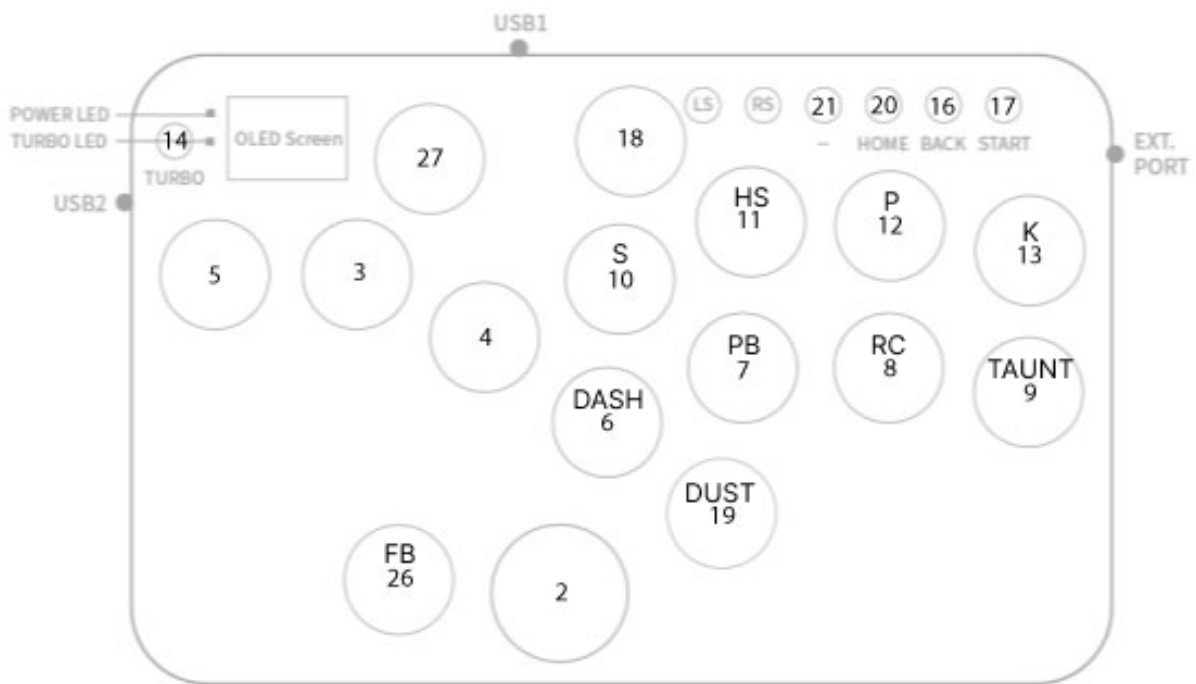 USB1
POWER LED
TURBO LED
14
TURBO
USB2
OLED Screen
27
18
LS
RS
21
20
16
17
–
HOME
BACK
START
EXT.
PORT
HS
11
P
12
K
13
5
3
4
S
10
PB
7
RC
8
TAUNT
9
DASH
6
DUST
19
FB
26
2